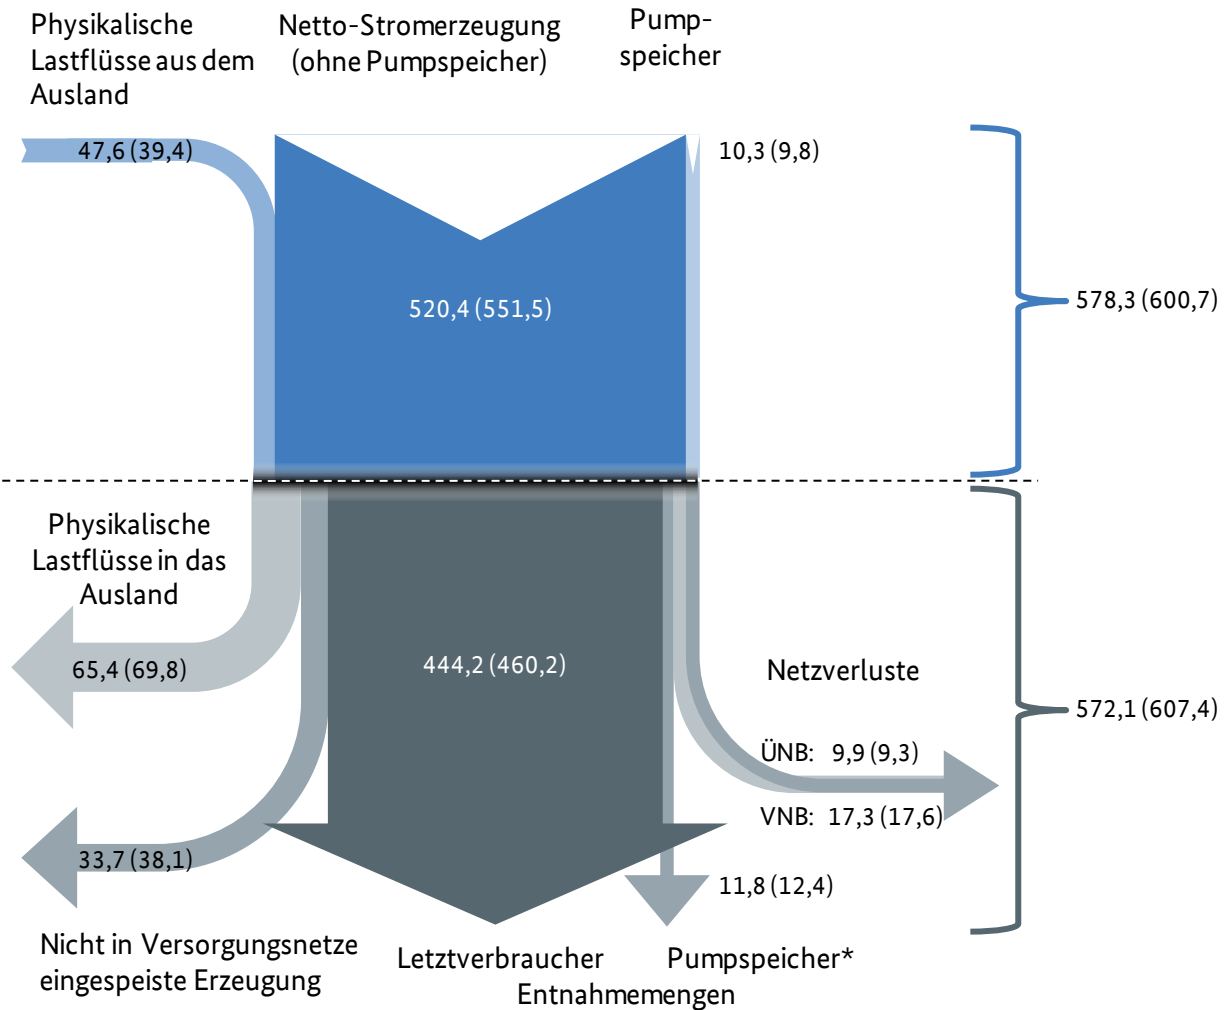 Physikalische
Lastflüsse aus dem
Ausland
Netto-Stromerzeugung
(ohne Pumpspeicher)
Pump-
speicher
47,6 (39,4)
10,3 (9,8)
520,4 (551,5)
578,3 (600,7)
Physikalische
Lastflüsse in das
Ausland
65,4 (69,8)
444,2 (460,2)
Netzverluste
572,1 (607,4)
ÜNB: 9,9 (9,3)
VNB: 17,3 (17,6)
33,7 (38,1)
11,8 (12,4)
Nicht in Versorgungsnetze
eingespeiste Erzeugung
Letztverbraucher
Pumpspeicher*
Entnahmemengen